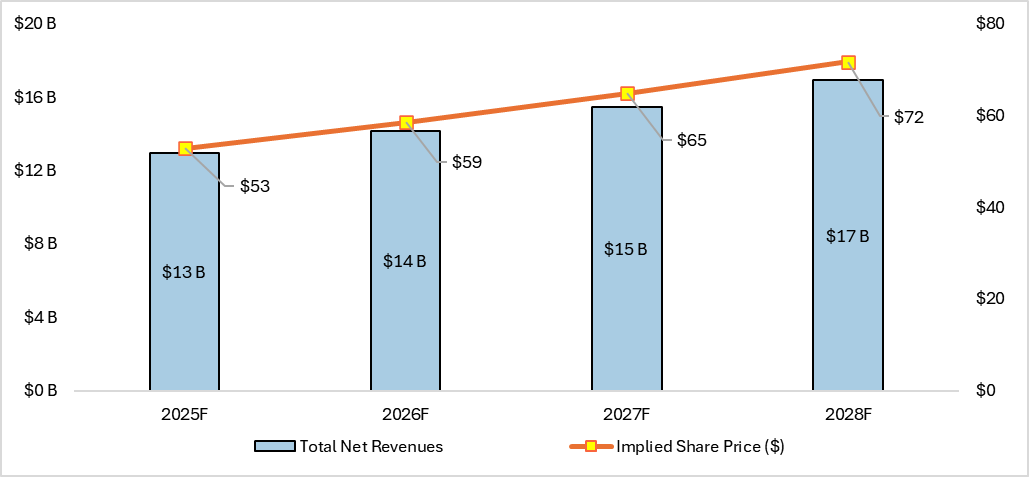 $20 B
$16 B
$12 B
$8 B
$4 B
$0 B
$80
$60
$40
$20
$0
$53
$59
$65
$72
$13 B
$14 B
$15 B
$17 B
2025F 2026F 2027F 2028F
Total Net Revenues Implied Share Price ($)